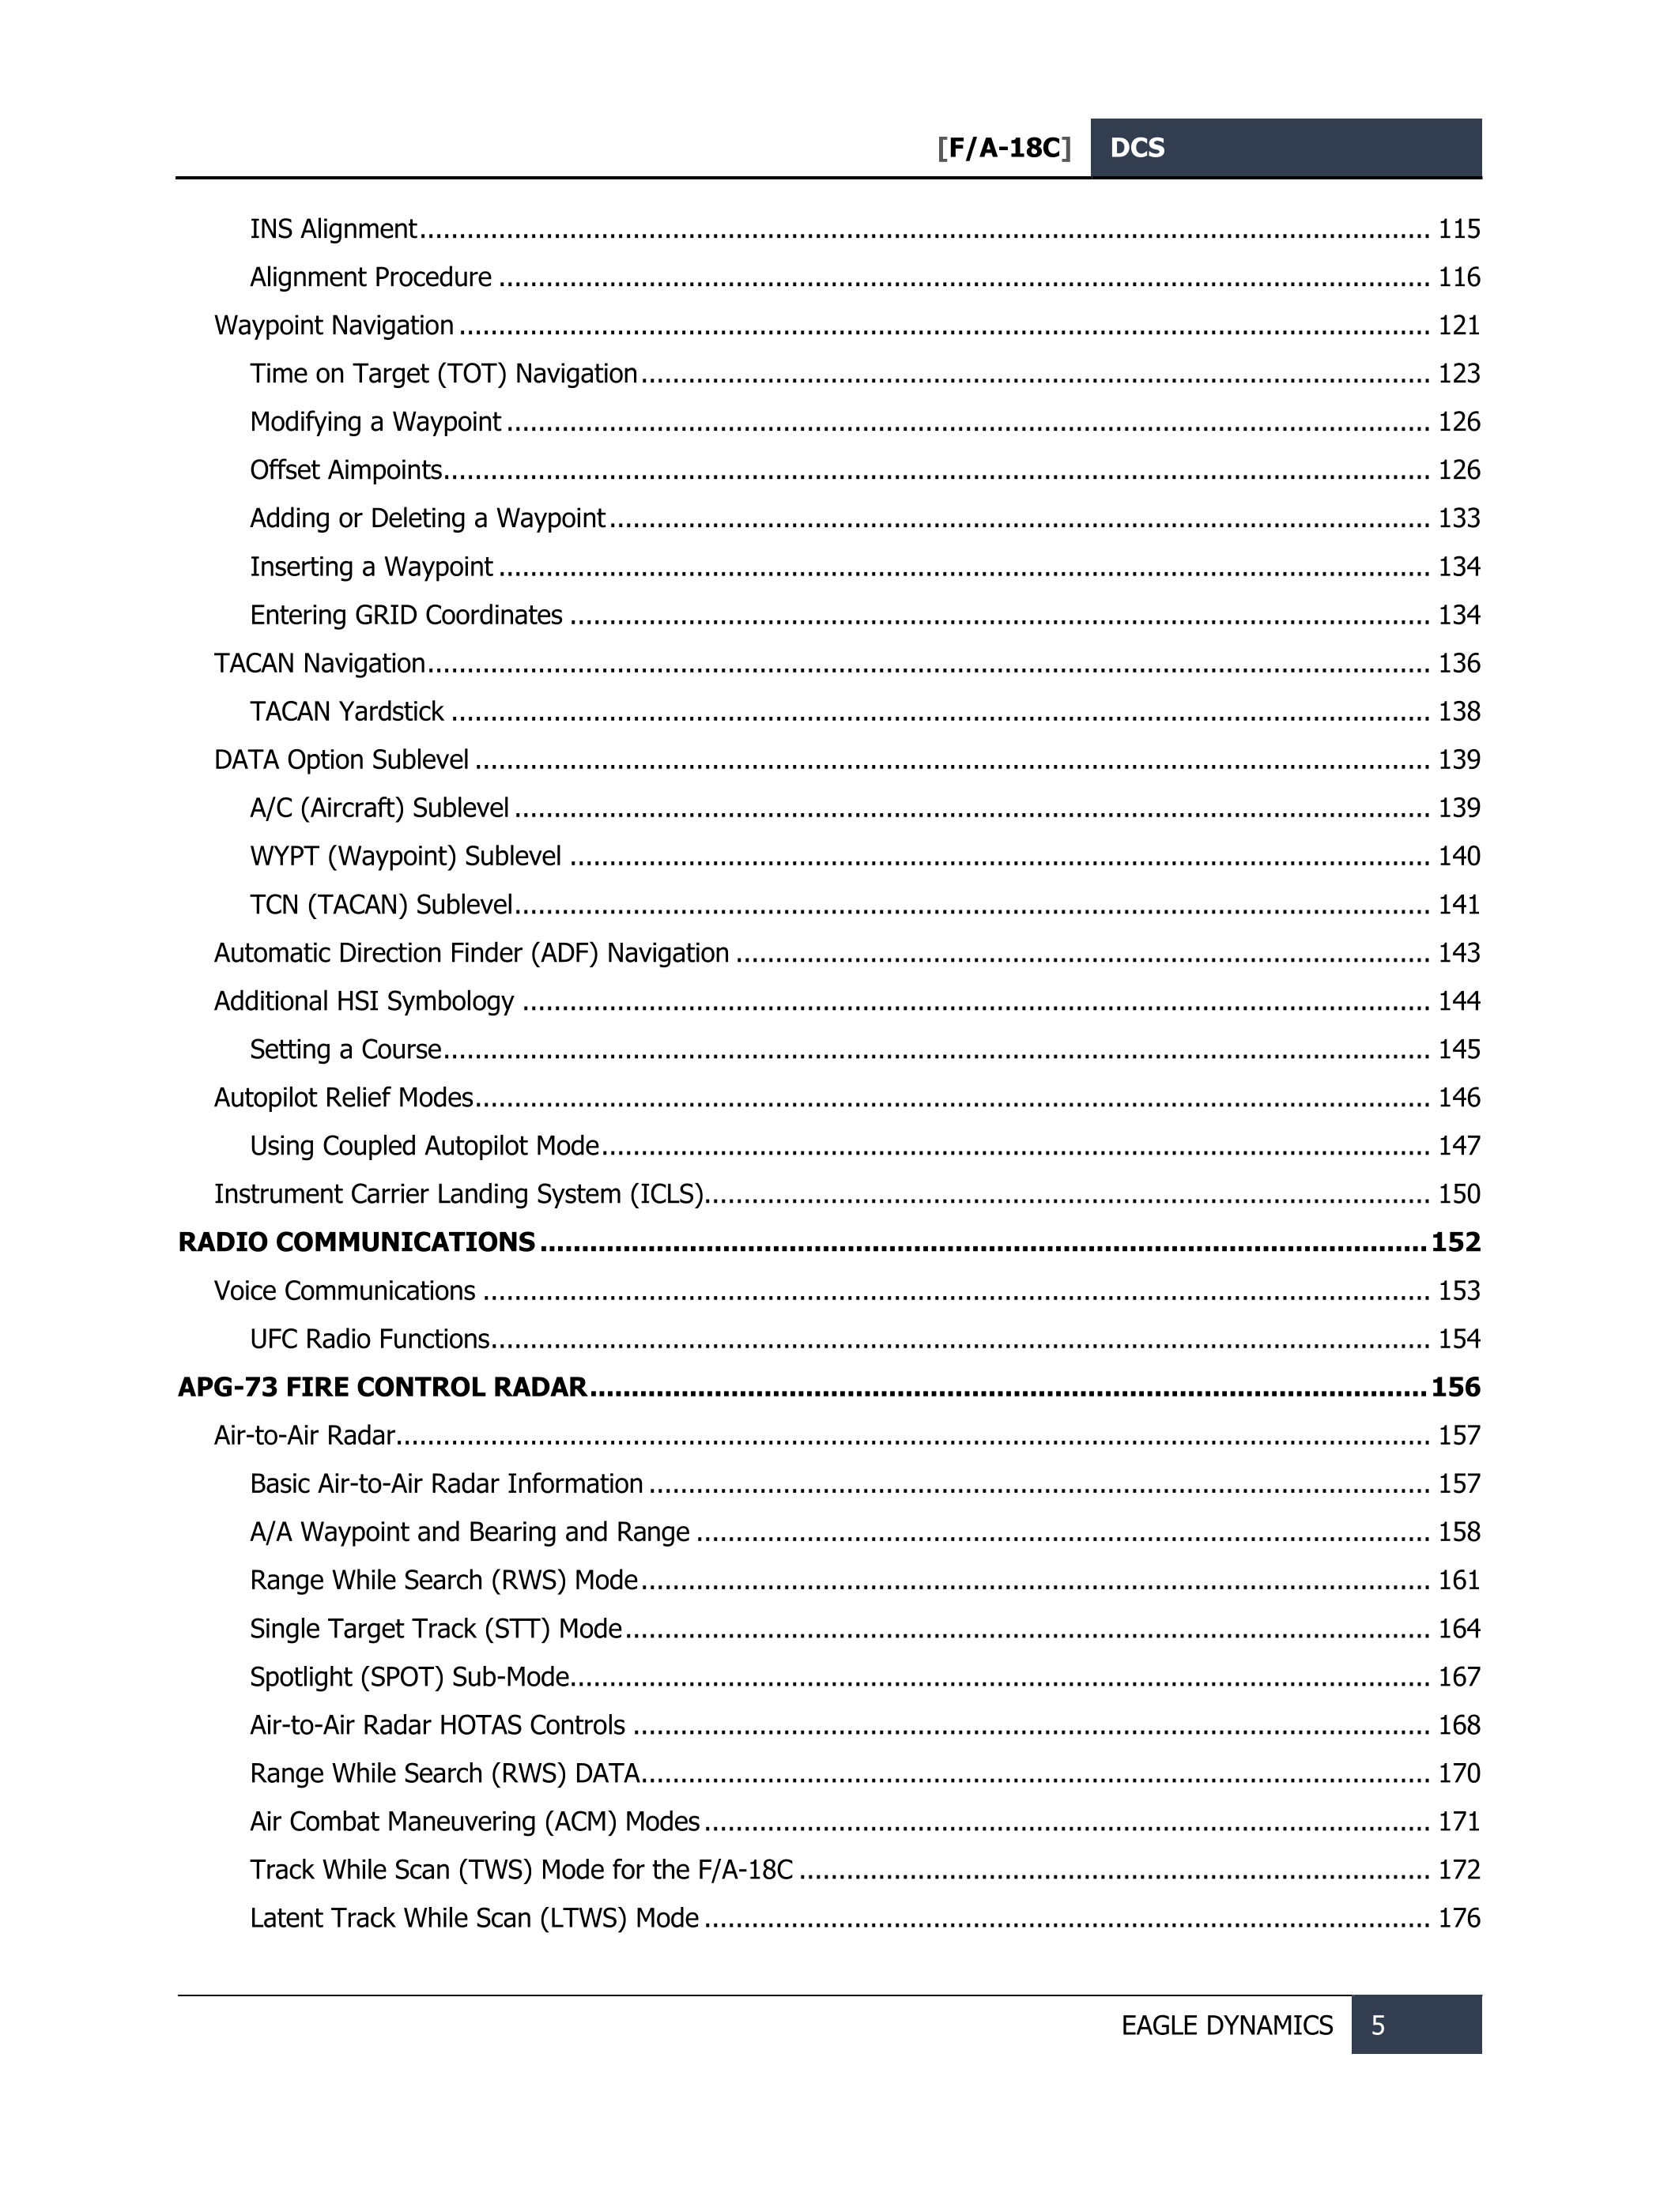 [F/A-18C] DCS
INS Alignment........................................ 115
Alignment Procedure ........................................ 116
Waypoint Navigation ........................................ 121
Time on Target (TOT) Navigation........................................ 123
Modifying a Waypoint ........................................ 126
Offset Aimpoints........................................ 126
Adding or Deleting a Waypoint........................................ 133
Inserting a Waypoint ........................................ 134
Entering GRID Coordinates ........................................ 134
TACAN Navigation........................................ 136
TACAN Yardstick ........................................ 138
DATA Option Sublevel ........................................ 139
A/C (Aircraft) Sublevel ........................................ 139
WYPT (Waypoint) Sublevel ........................................ 140
TCN (TACAN) Sublevel........................................ 141
Automatic Direction Finder (ADF) Navigation ........................................ 143
Additional HSI Symbology ........................................ 144
Setting a Course........................................ 145
Autopilot Relief Modes........................................ 146
Using Coupled Autopilot Mode........................................ 147
Instrument Carrier Landing System (ICLS)........................................ 150
RADIO COMMUNICATIONS ........................................ 152
Voice Communications ........................................ 153
UFC Radio Functions........................................ 154
APG-73 FIRE CONTROL RADAR........................................ 156
Air-to-Air Radar........................................ 157
Basic Air-to-Air Radar Information ........................................ 157
A/A Waypoint and Bearing and Range ........................................ 158
Range While Search (RWS) Mode........................................ 161
Single Target Track (STT) Mode........................................ 164
Spotlight (SPOT) Sub-Mode........................................ 167
Air-to-Air Radar HOTAS Controls ........................................ 168
Range While Search (RWS) DATA........................................ 170
Air Combat Maneuvering (ACM) Modes ........................................ 171
Track While Scan (TWS) Mode for the F/A-18C ........................................ 172
Latent Track While Scan (LTWS) Mode ........................................ 176
EAGLE DYNAMICS 5